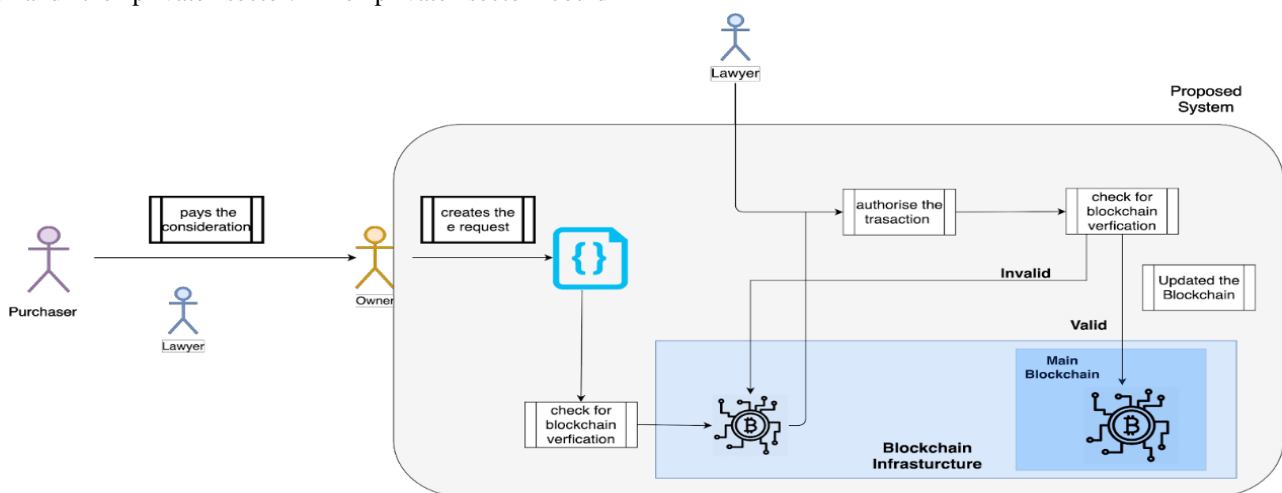 Lawyer
Proposed
System
pays the
consideration
creates the
e request
authorise the
trasaction
check for
blockchain
verfication
{ }
Invalid
Updated the
Blockchain
Purchaser
Owner
Lawyer
Valid
Main
Blockchain
check for
blockchain
verfication
Blockchain
Infrasturcture